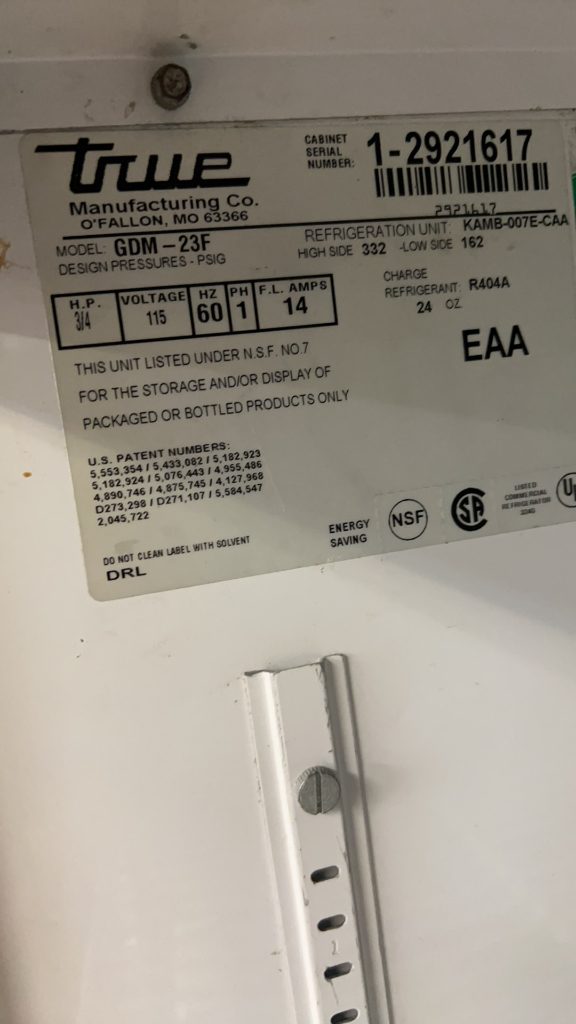 true
Manufacturing Co.
O'FALLON, MO 63366
CABINET
SERIAL
NUMBER:
1-2921617
2921617
MODEL: GDM-23F
DESIGN PRESSURES - PSIG
REFRIGERATION UNIT: KAMB-007E-CAA
HIGH SIDE 332 -LOW SIDE 162
H.P. VOLTAGE HZ PH F.L. AMPS
3/4 115 60 1 14
CHARGE
REFRIGERANT: R404A
24 OZ
EAA
THIS UNIT LISTED UNDER N.S.F. NO.7
FOR THE STORAGE AND/OR DISPLAY OF
PACKAGED OR BOTTLED PRODUCTS ONLY
U.S. PATENT NUMBERS:
5,553,354 / 5,433,082 / 5,182,923
5,182,924 / 5,076,443 / 4,955,486
4,890,746 / 4,875,745 / 4,127,968
D273,298 / D271,107 / 5,584,547
2,045,722
DO NOT CLEAN LABEL WITH SOLVENT
DRL
ENERGY
SAVING
NSF
SA
LISTED
COMMERCIAL
REFRIGERATOR